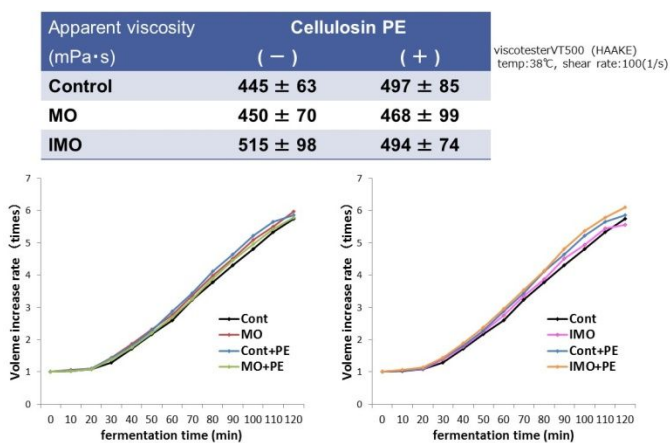 Apparent viscosity
(mPa・s)
Cellulosin PE
( − ) ( + )
Control 445 ± 63 497 ± 85
MO 450 ± 70 468 ± 99
IMO 515 ± 98 494 ± 74
viscotesterVT500 (HAAKE)
temp:38℃, shear rate:100(1/s)
Voleme increase rate (times)
7
6
5
4
3
2
1
0
Cont
MO
Cont+PE
MO+PE
0 10 20 30 40 50 60 70 80 90 100 110 120
fermentation time (min)
Voleme increase rate (times)
7
6
5
4
3
2
1
0
Cont
IMO
Cont+PE
IMO+PE
0 10 20 30 40 50 60 70 80 90 100 110 120
fermentation time (min)